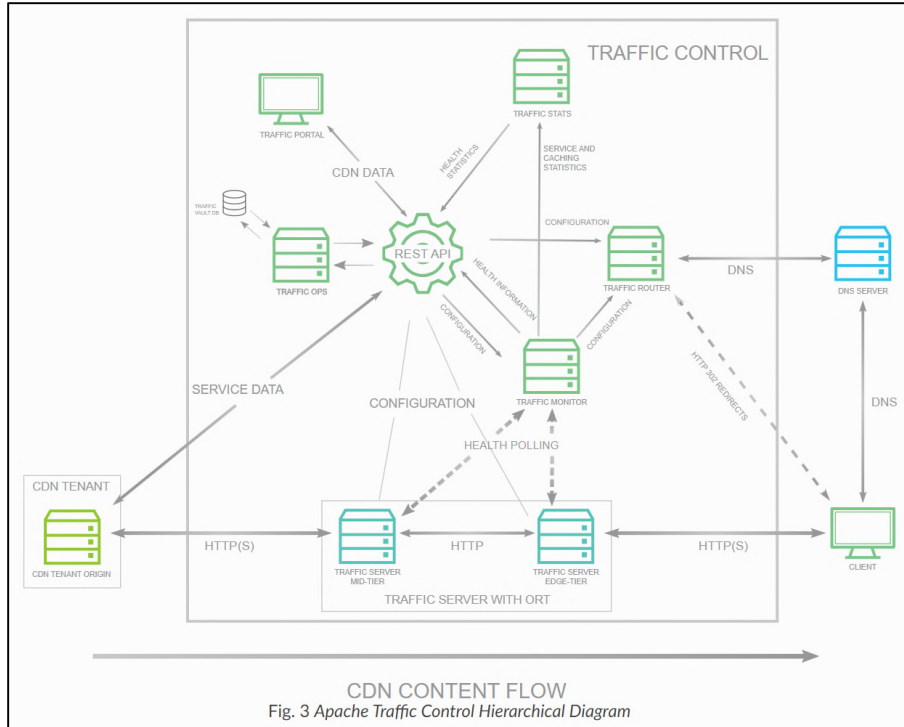 TRAFFIC CONTROL
TRAFFIC STATS
TRAFFIC PORTAL
HEALTH
STATISTICS
SERVICE AND
CACHING
STATISTICS
CDN DATA
TRAFFIC
VAULT DB
CONFIGURATION
REST API
TRAFFIC OPS
HEALTH INFORMATION
TRAFFIC ROUTER
DNS
DNS SERVER
CONFIGURATION
CONFIGURATION
SERVICE DATA
CONFIGURATION
TRAFFIC MONITOR
HTTP 302 REDIRECTS
DNS
HEALTH POLLING
CDN TENANT
HTTP(S)
HTTP
HTTP(S)
CDN TENANT ORIGIN
TRAFFIC SERVER
MID-TIER
TRAFFIC SERVER
EDGE-TIER
CLIENT
TRAFFIC SERVER WITH ORT
CDN CONTENT FLOW
Fig. 3 Apache Traffic Control Hierarchical Diagram